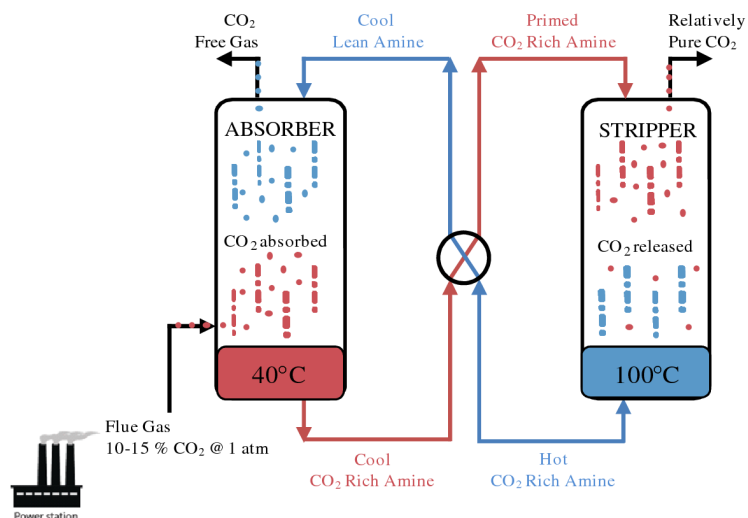 CO₂
Free Gas
Cool
Lean Amine
Primed
CO₂ Rich Amine
Relatively
Pure CO₂
ABSORBER
STRIPPER
CO₂ absorbed
CO₂ released
40°C
100°C
Flue Gas
10-15 % CO₂ @ 1 atm
Cool
CO₂ Rich Amine
Hot
CO₂ Rich Amine
Power station